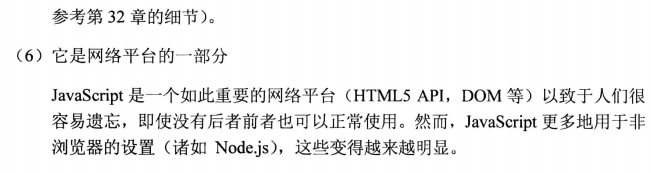 参考第 32 章的细节）。
（6）它是网络平台的一部分
JavaScript 是一个如此重要的网络平台（HTML5 API，DOM 等）以致于人们很
容易遗忘，即使没有后者前者也可以正常使用。然而，JavaScript 更多地用于非
浏览器的设置（诸如 Node.js），这些变得越来越明显。